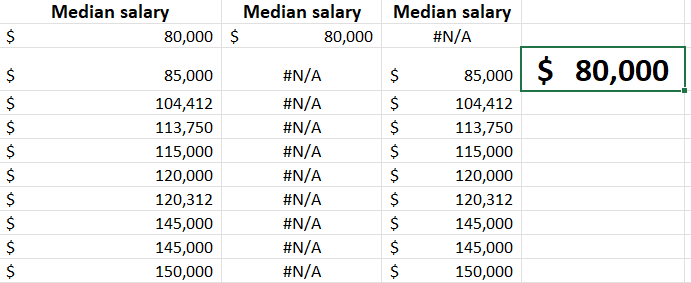 Median salary Median salary Median salary
$ 80,000 $ 80,000 #N/A
$ 85,000 #N/A $ 85,000 $ 80,000
$ 104,412 #N/A $ 104,412
$ 113,750 #N/A $ 113,750
$ 115,000 #N/A $ 115,000
$ 120,000 #N/A $ 120,000
$ 120,312 #N/A $ 120,312
$ 145,000 #N/A $ 145,000
$ 145,000 #N/A $ 145,000
$ 150,000 #N/A $ 150,000